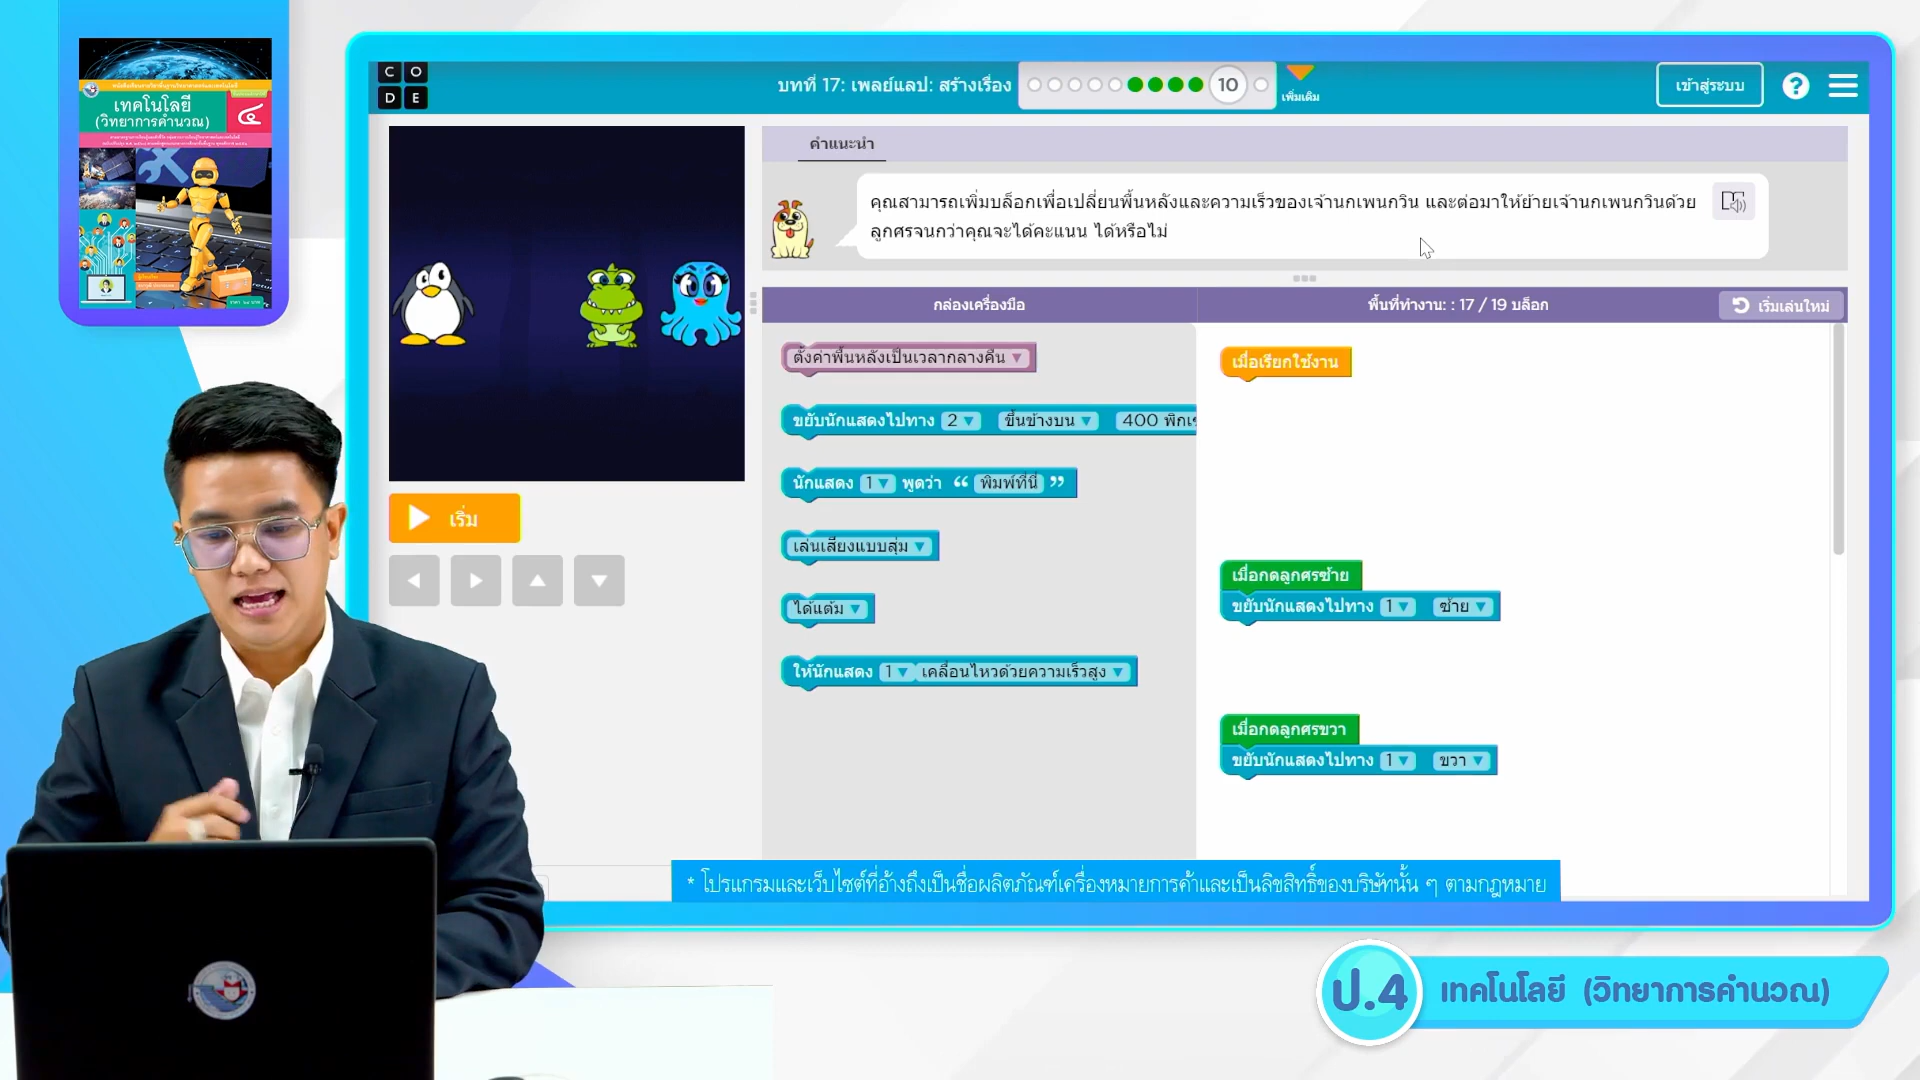 เทคโนโลยี
(วิทยาการคำนวณ)
๔
C O
D E
บทที่ 17: เพลย์แลป: สร้างเรื่อง
10
เพิ่มเติม
เข้าสู่ระบบ
?
คำแนะนำ
คุณสามารถเพิ่มบล็อกเพื่อเปลี่ยนพื้นหลังและความเร็วของเจ้านกเพนกวิน และต่อมาให้ย้ายเจ้านกเพนกวินด้วย
ลูกศรจนกว่าคุณจะได้คะแนน ได้หรือไม่
กล่องเครื่องมือ
พื้นที่ทำงาน: : 17 / 19 บล็อก
เริ่มเล่นใหม่
ตั้งค่าพื้นหลังเป็นเวลากลางคืน
ขยับนักแสดงไปทาง 2 ขึ้นข้างบน 400 พิกเซ
นักแสดง 1 พูดว่า “ พิมพ์ที่นี่ ”
เล่นเสียงแบบสุ่ม
ได้แต้ม
ให้นักแสดง 1 เคลื่อนไหวด้วยความเร็วสูง
เมื่อเรียกใช้งาน
เมื่อกดลูกศรซ้าย
ขยับนักแสดงไปทาง 1 ซ้าย
เมื่อกดลูกศรขวา
ขยับนักแสดงไปทาง 1 ขวา
เริ่ม
* โปรแกรมและเว็บไซต์ที่อ้างถึงเป็นชื่อผลิตภัณฑ์เครื่องหมายการค้าและเป็นลิขสิทธิ์ของบริษัทนั้น ๆ ตามกฎหมาย
ป.4 เทคโนโลยี (วิทยาการคำนวณ)